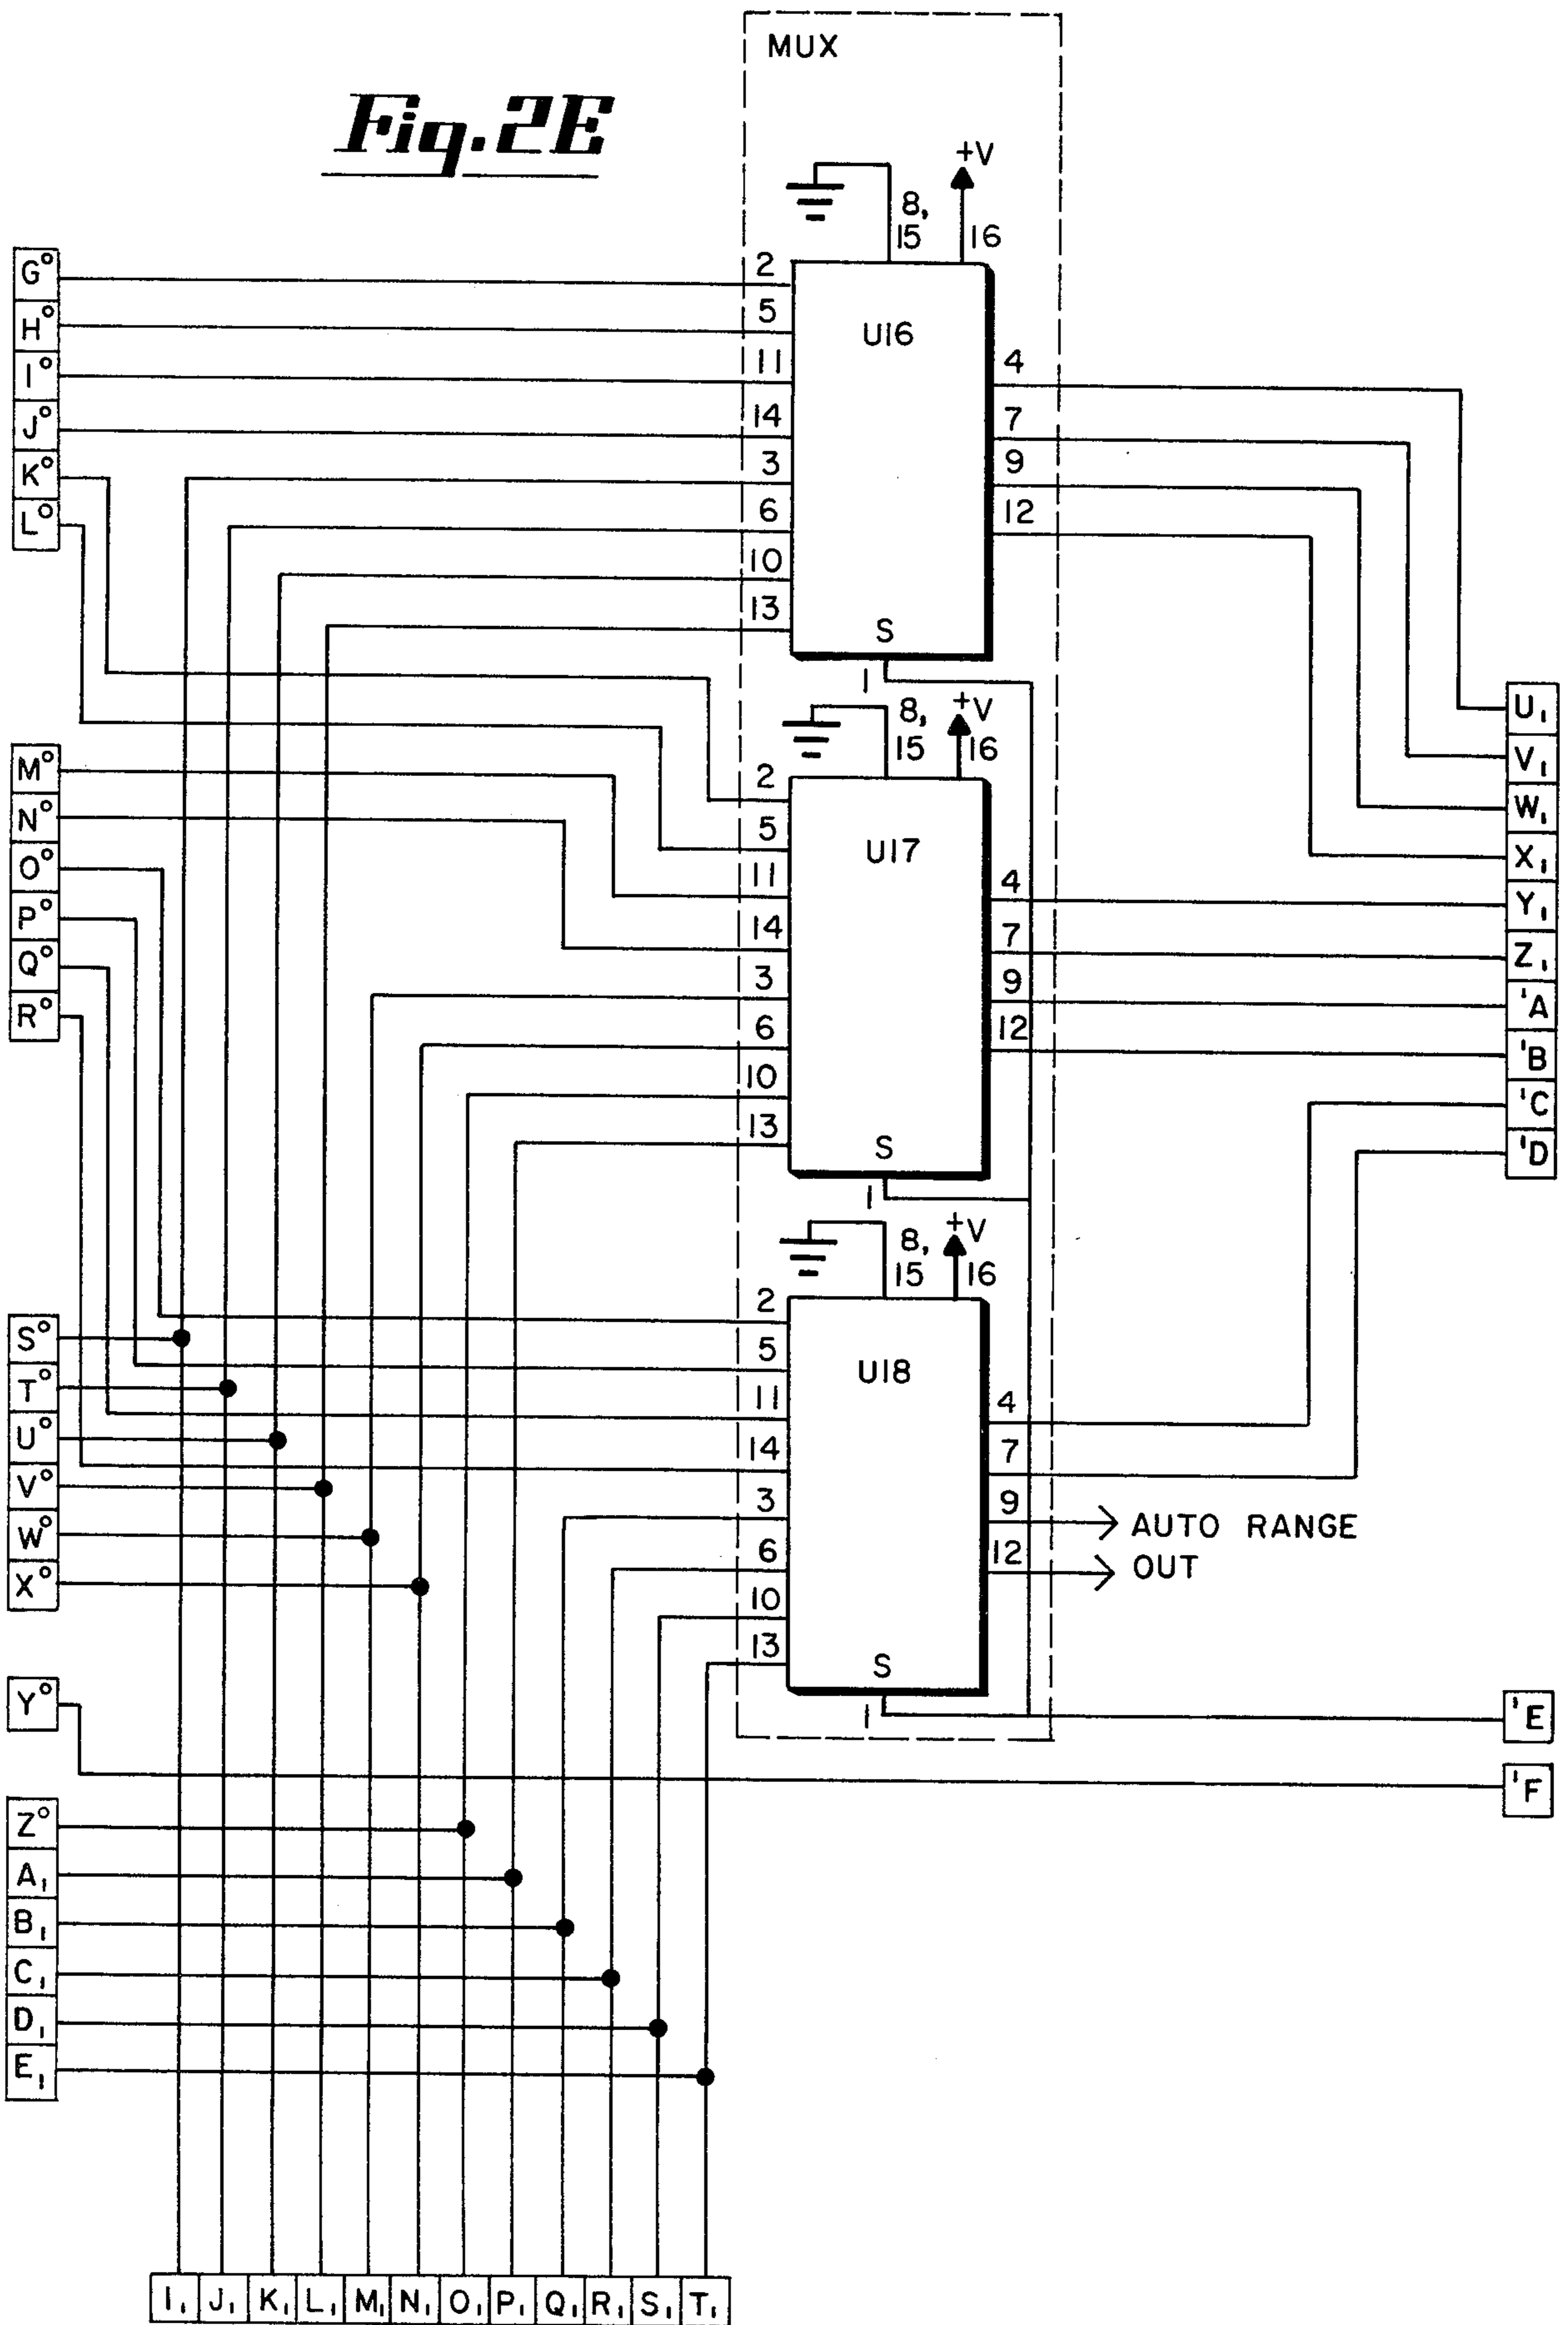 Fig. 2E
MUX
+V
8,
15
16
G°
H°
I°
J°
K°
L°
2
5
11
14
3
6
10
13
U16
S
1
4
7
9
12
8,
15
+V
16
M°
N°
O°
P°
Q°
R°
2
5
11
14
3
6
10
13
U17
S
1
4
7
9
12
U₁
V₁
W₁
X₁
Y₁
Z₁
'A
'B
'C
'D
8,
15
+V
16
S°
T°
U°
V°
W°
X°
2
5
11
14
3
6
10
13
U18
S
1
4
7
9
12
AUTO RANGE
OUT
Y°
'E
'F
Z°
A₁
B₁
C₁
D₁
E₁
I₁ J₁ K₁ L₁ M₁ N₁ O₁ P₁ Q₁ R₁ S₁ T₁